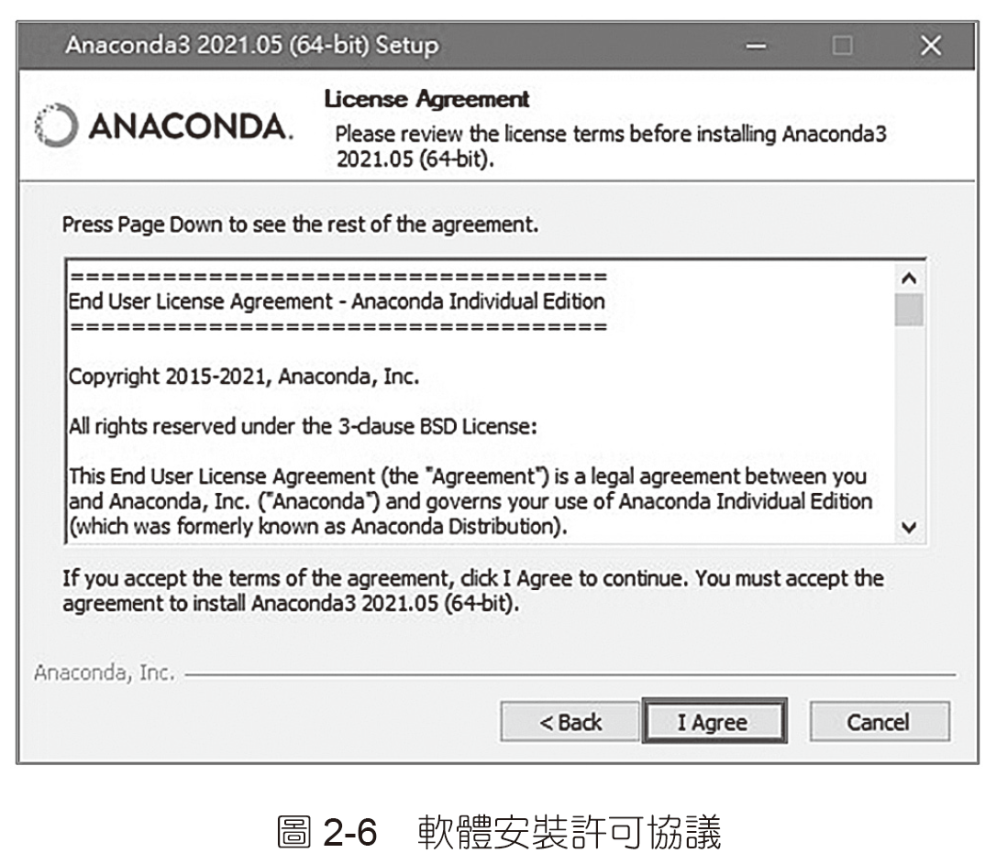 Anaconda3 2021.05 (64-bit) Setup
ANACONDA.
License Agreement
Please review the license terms before installing Anaconda3
2021.05 (64-bit).
Press Page Down to see the rest of the agreement.
===================================
End User License Agreement - Anaconda Individual Edition
===================================
Copyright 2015-2021, Anaconda, Inc.
All rights reserved under the 3-clause BSD License:
This End User License Agreement (the "Agreement") is a legal agreement between you
and Anaconda, Inc. ("Anaconda") and governs your use of Anaconda Individual Edition
(which was formerly known as Anaconda Distribution).
If you accept the terms of the agreement, click I Agree to continue. You must accept the
agreement to install Anaconda3 2021.05 (64-bit).
Anaconda, Inc.
< Back I Agree Cancel
圖 2-6 軟體安裝許可協議